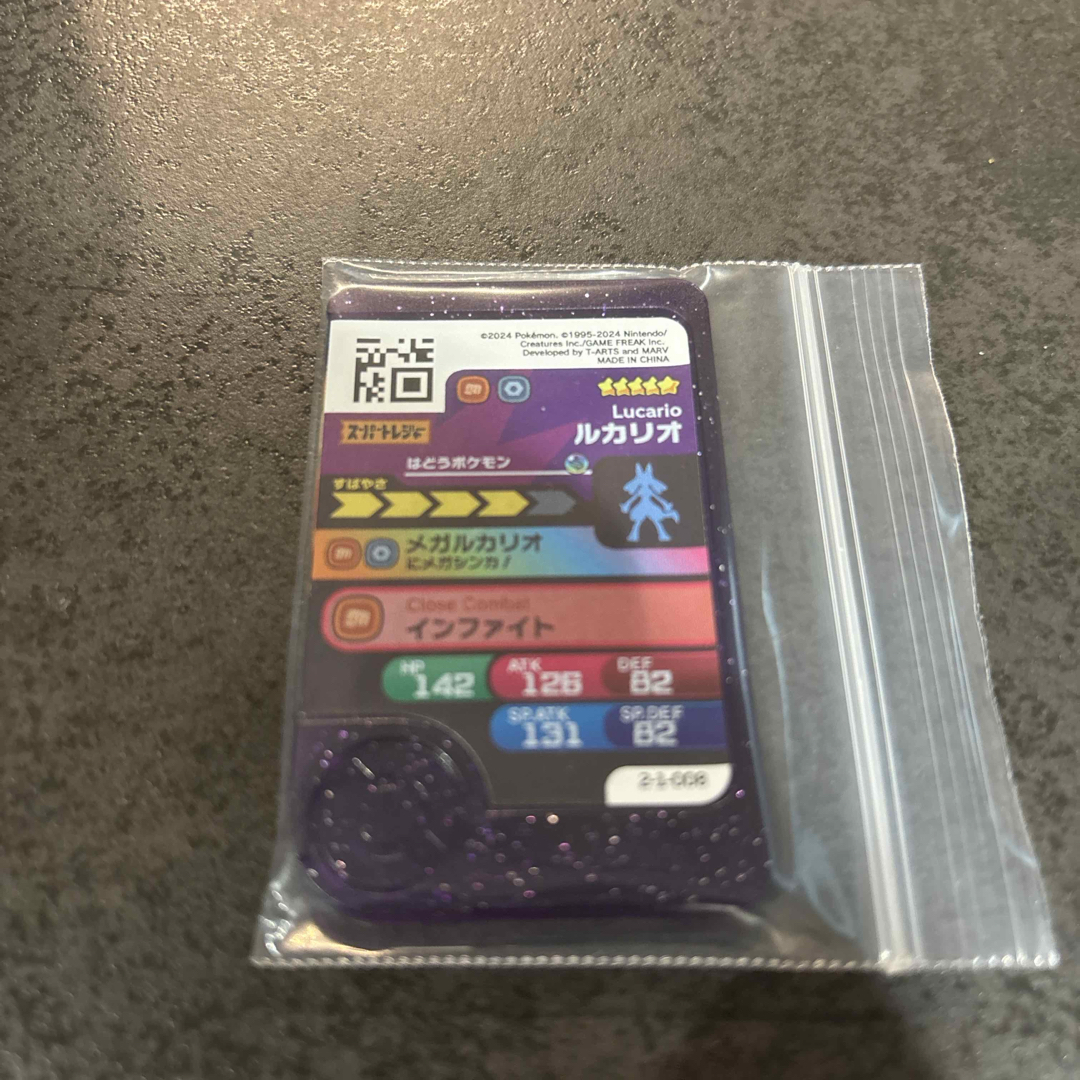 ©2024 Pokémon. ©1995-2024 Nintendo/
Creatures Inc./GAME FREAK inc.
Developed by T-ARTS and MARV
MADE IN CHINA
Lucario
ルカリオ
スーパートレジャー
はどうポケモン
すばやさ
メガルカリオ
にメガシンカ！
Close Combat
インファイト
HP
142
ATK
126
DEF
82
SP.ATK
131
SP.DEF
82
2-1-008